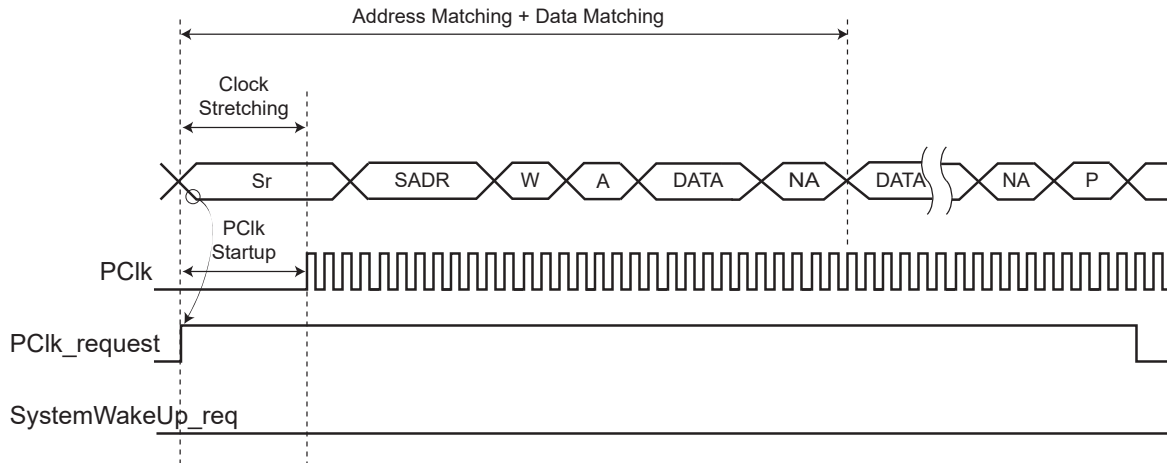 Address Matching + Data Matching
Clock
Stretching
Sr
SADR
W
A
DATA
NA
DATA
NA
P
PClk
Startup
PClk
PClk_request
SystemWakeUp_req